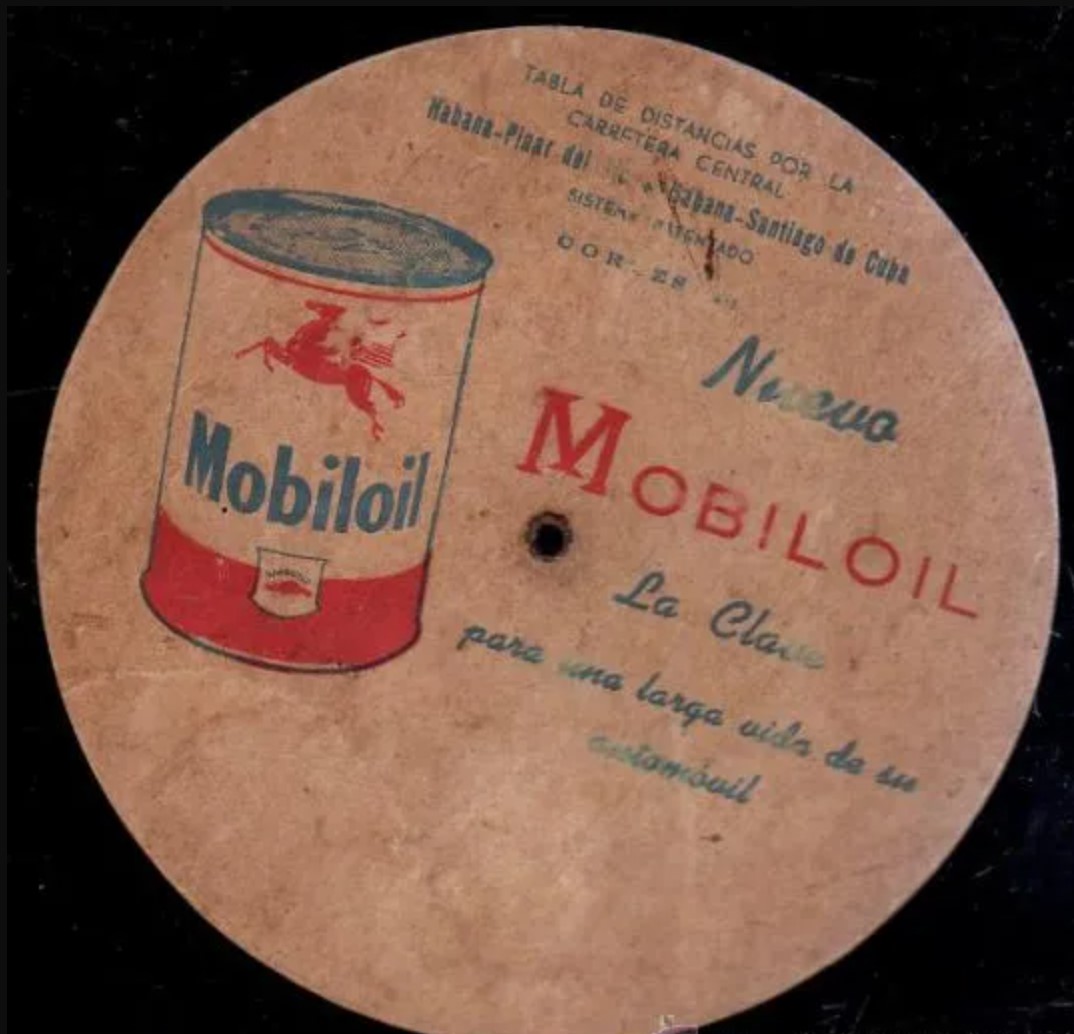 TABLA DE DISTANCIAS POR LA
CARRETERA CENTRAL
Habana-Pinar del Habana-Santiago de Cuba
SISTEMA PATENTADO
Nuevo
MOBILOIL
La Clave
para una larga vida de su
automóvil
Mobiloil